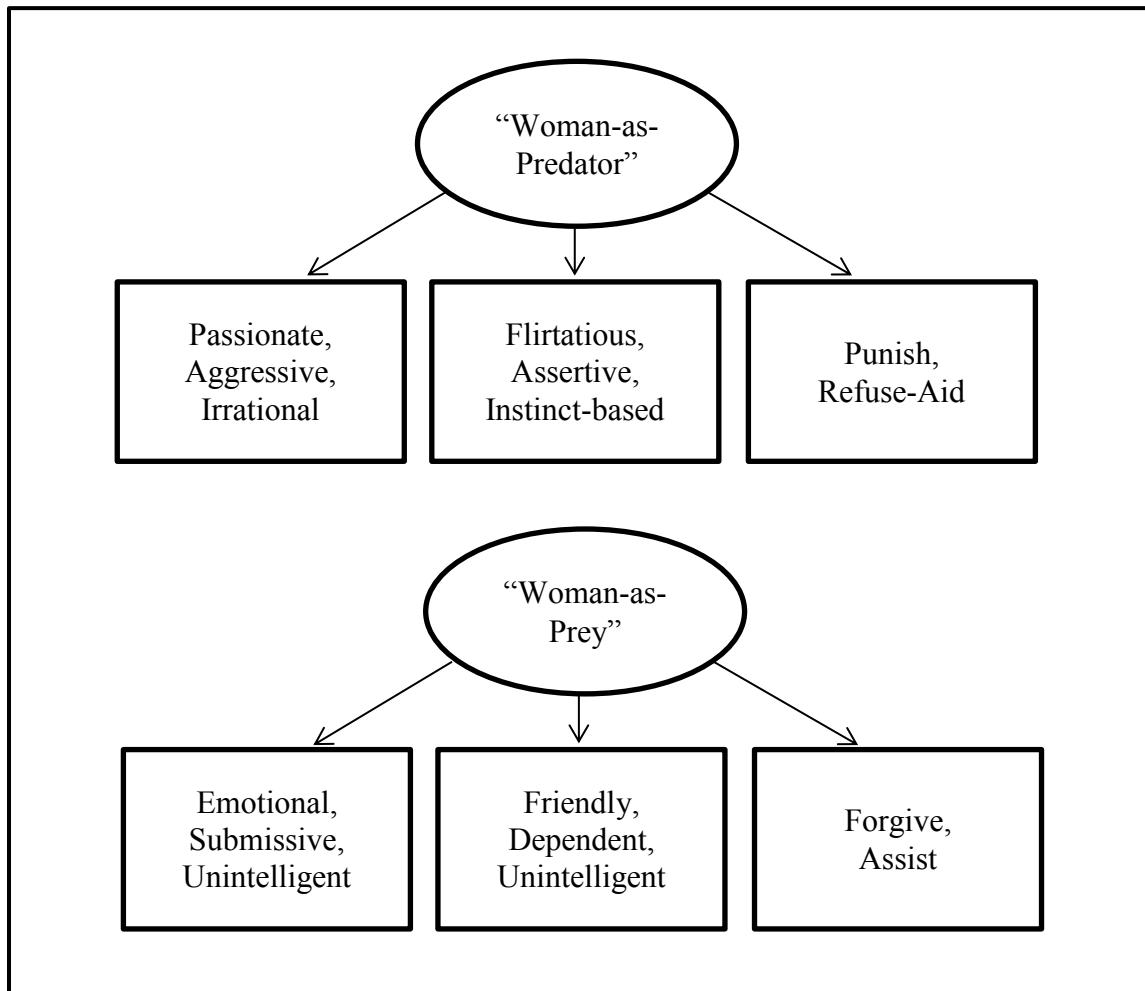 “Woman-as-
Predator”
Passionate,
Aggressive,
Irrational
Flirtatious,
Assertive,
Instinct-based
Punish,
Refuse-Aid
“Woman-as-
Prey”
Emotional,
Submissive,
Unintelligent
Friendly,
Dependent,
Unintelligent
Forgive,
Assist